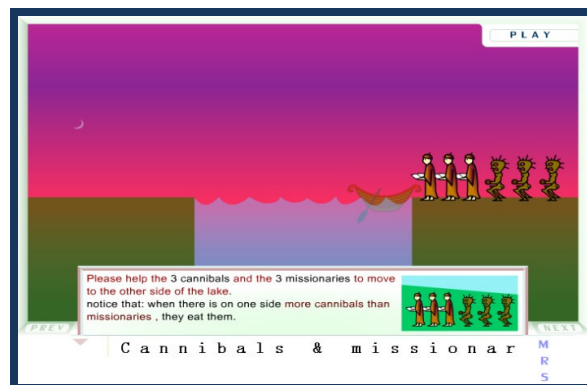 PLAY
Please help the 3 cannibals and the 3 missionaries to move
to the other side of the lake.
notice that: when there is on one side more cannibals than
missionaries , they eat them.
PREV
NEXT
Cannibals & missionar
M
R
S